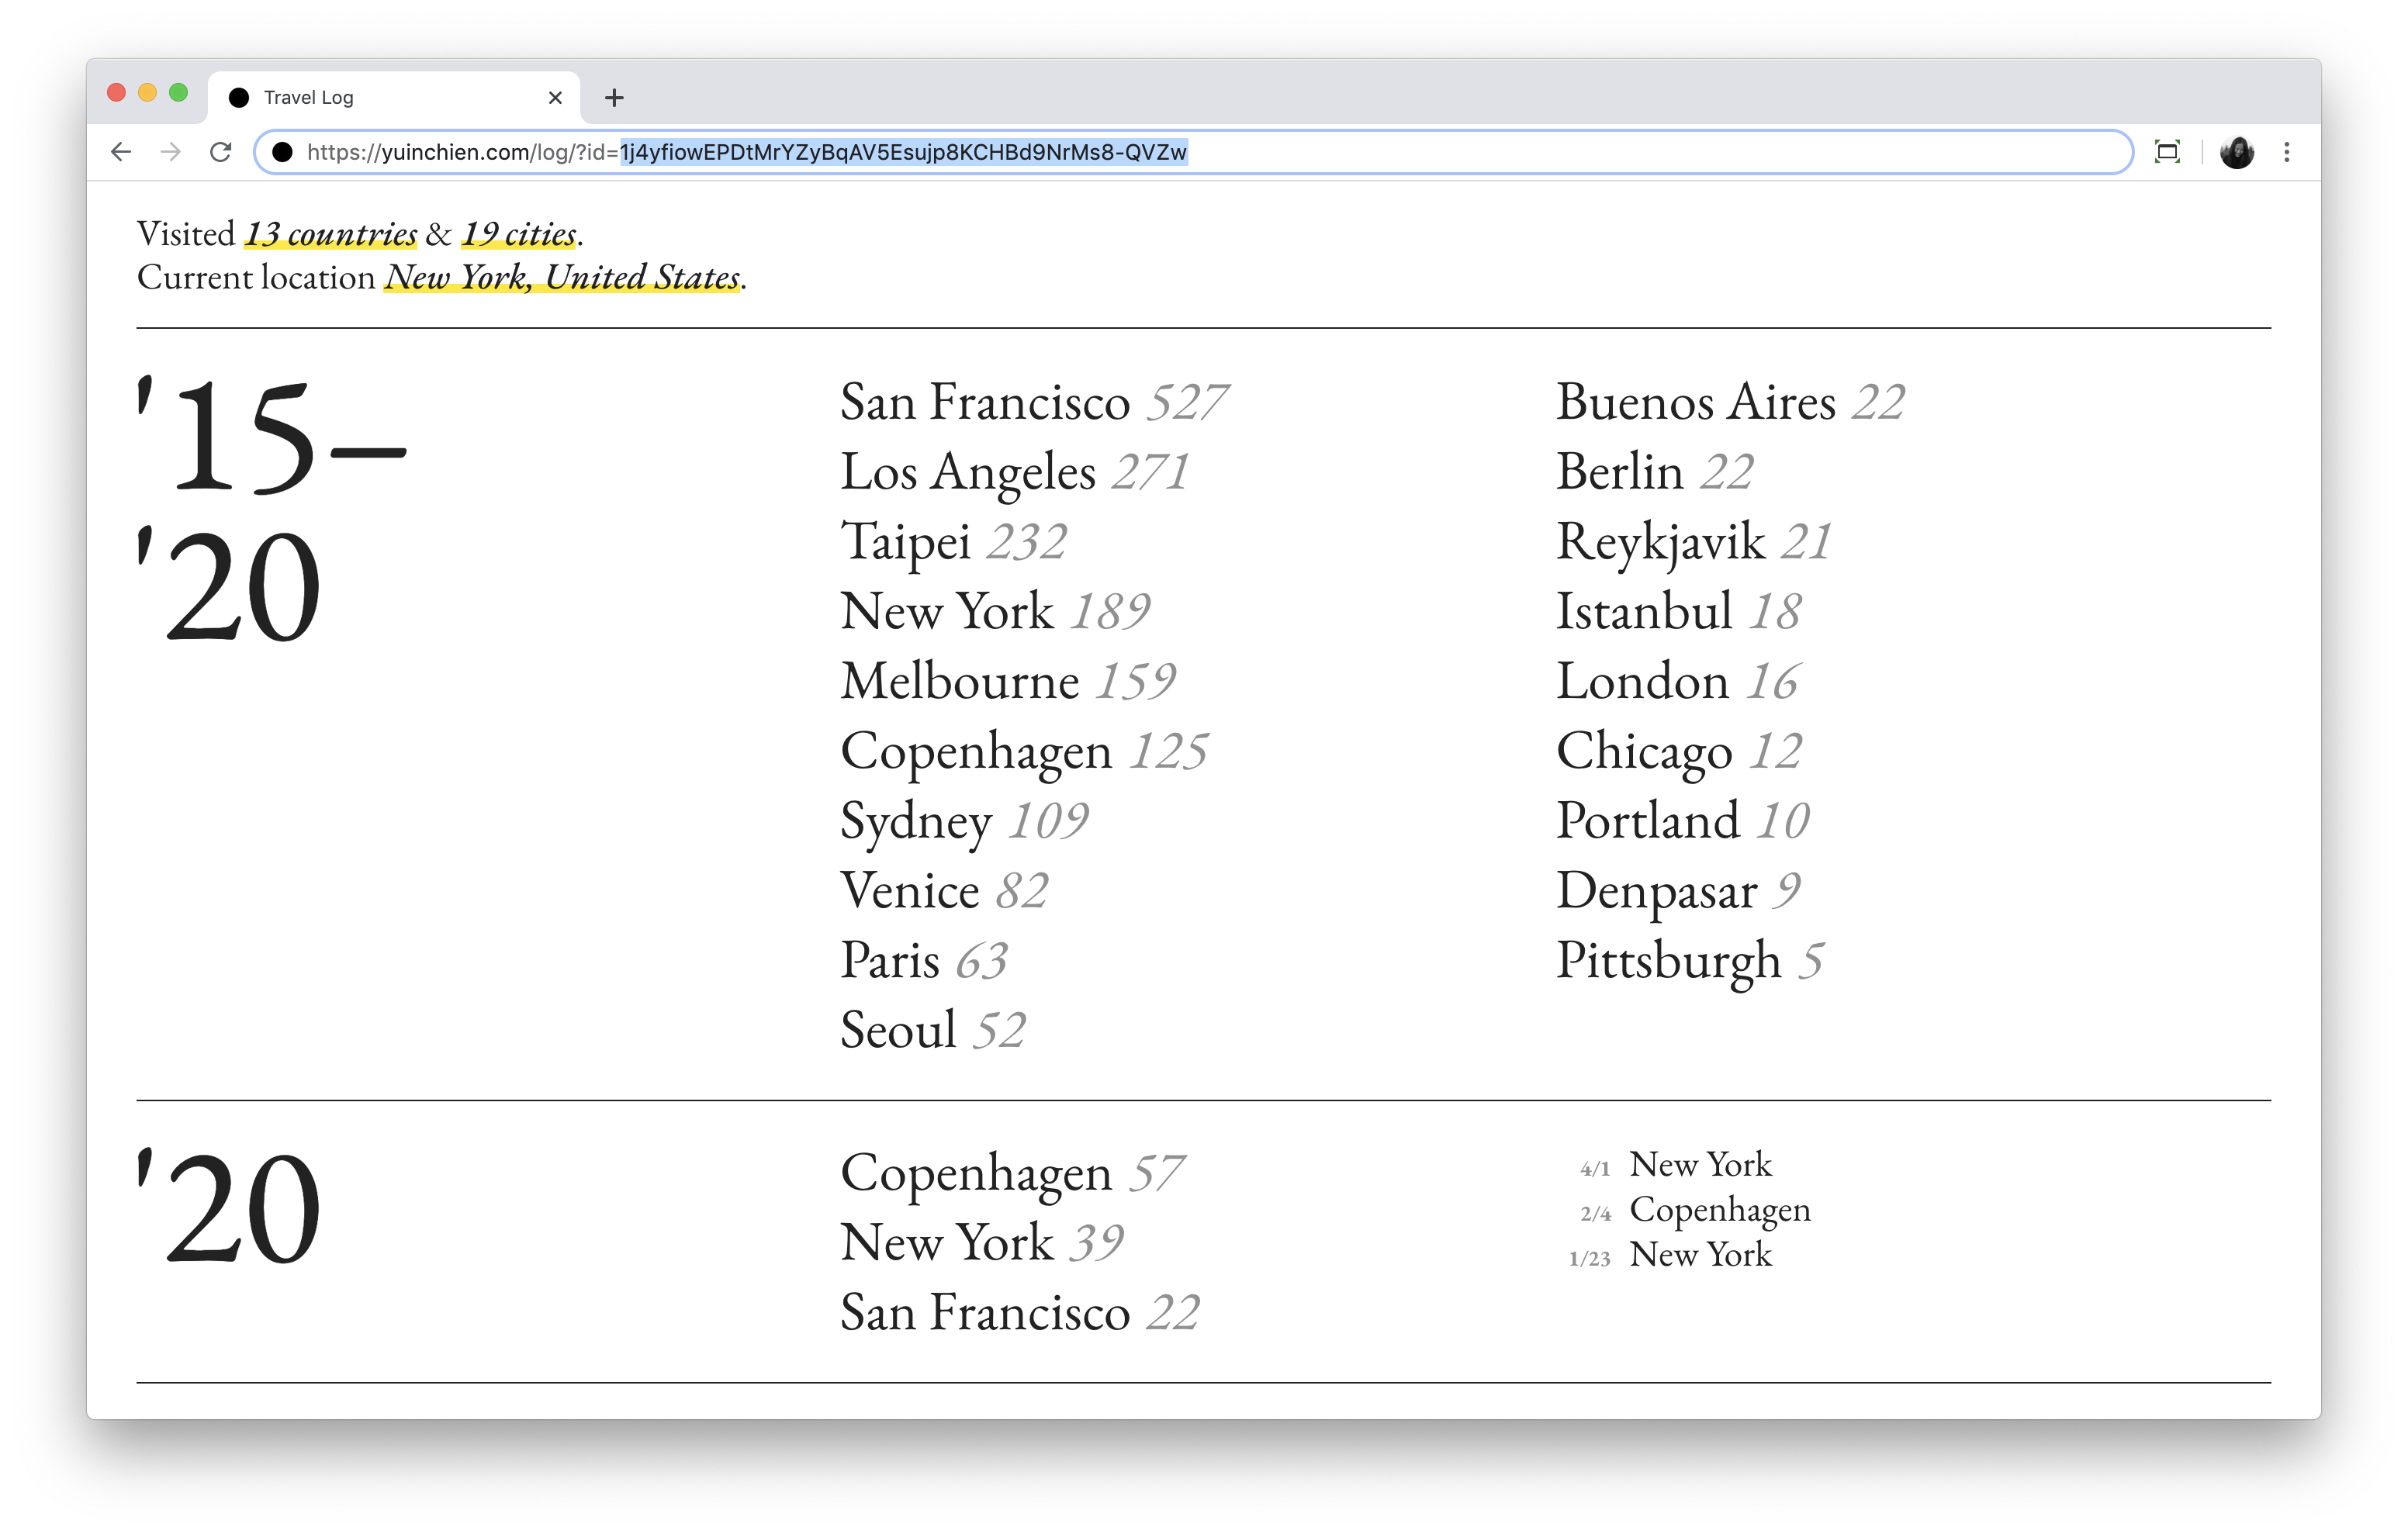 Travel Log
https://yuinchien.com/log/?id=1j4yfiowEPDtMrYZyBqAV5Esujp8KCHBd9NrMs8-QVZw
Visited 13 countries & 19 cities.
Current location New York, United States.
'15–
'20
San Francisco 527
Los Angeles 271
Taipei 232
New York 189
Melbourne 159
Copenhagen 125
Sydney 109
Venice 82
Paris 63
Seoul 52
Buenos Aires 22
Berlin 22
Reykjavik 21
Istanbul 18
London 16
Chicago 12
Portland 10
Denpasar 9
Pittsburgh 5
'20
Copenhagen 57
New York 39
San Francisco 22
4/1 New York
2/4 Copenhagen
1/23 New York